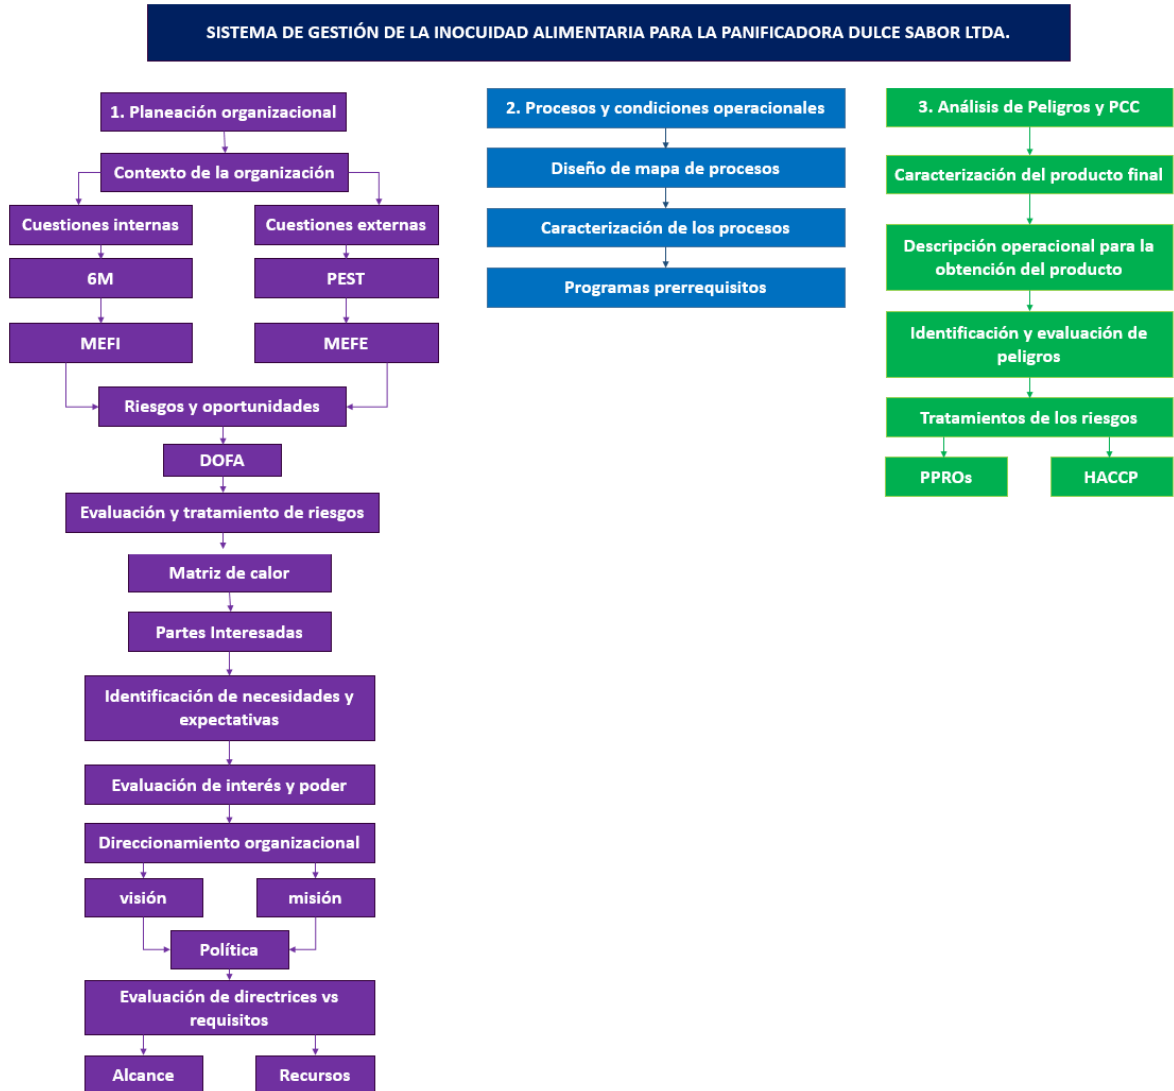 SISTEMA DE GESTIÓN DE LA INOCUIDAD ALIMENTARIA PARA LA PANIFICADORA DULCE SABOR LTDA.
1. Planeación organizacional
Contexto de la organización
Cuestiones internas
Cuestiones externas
6M
PEST
MEFI
MEFE
Riesgos y oportunidades
DOFA
Evaluación y tratamiento de riesgos
Matriz de calor
Partes Interesadas
Identificación de necesidades y
expectativas
Evaluación de interés y poder
Direccionamiento organizacional
visión
misión
Política
Evaluación de directrices vs
requisitos
Alcance
Recursos
2. Procesos y condiciones operacionales
Diseño de mapa de procesos
Caracterización de los procesos
Programas prerrequisitos
3. Análisis de Peligros y PCC
Caracterización del producto final
Descripción operacional para la
obtención del producto
Identificación y evaluación de
peligros
Tratamientos de los riesgos
PPROs
HACCP